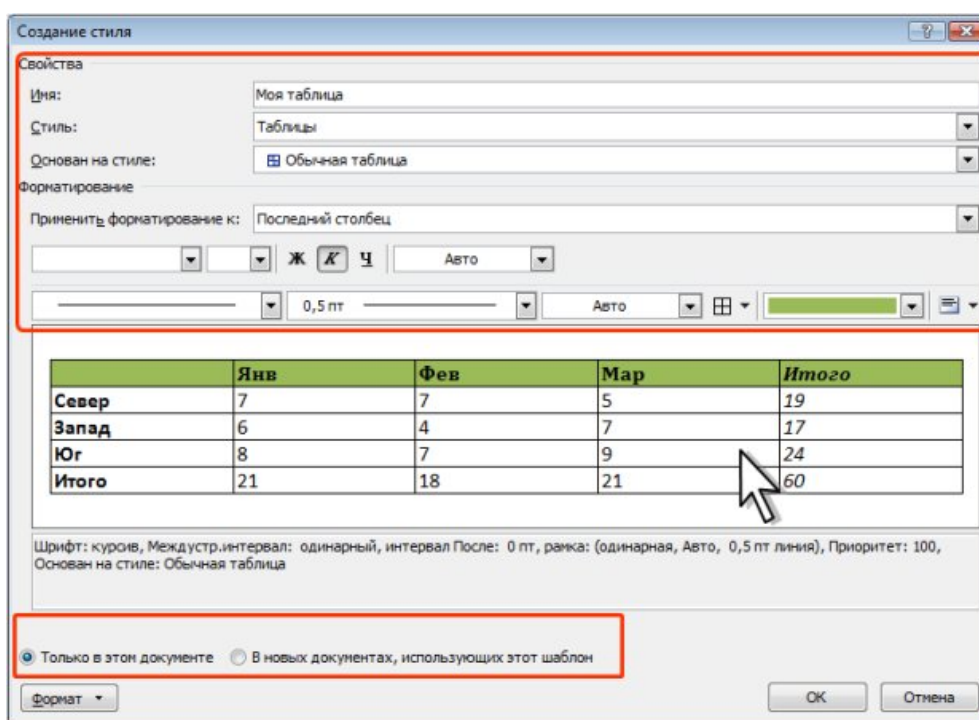 Создание стиля
Свойства
Имя: Моя таблица
Стиль: Таблицы
Основан на стиле: Обычная таблица
Форматирование
Применить форматирование к: Последний столбец
Ж К Ч Авто
0,5 пт Авто
Янв Фев Мар Итого
Север 7 7 5 19
Запад 6 4 7 17
Юг 8 7 9 24
Итого 21 18 21 60
Шрифт: курсив, Междустр.интервал: одинарный, интервал После: 0 пт, рамка: (одинарная, Авто, 0,5 пт линия), Приоритет: 100,
Основан на стиле: Обычная таблица
Только в этом документе В новых документах, использующих этот шаблон
Формат OK Отмена